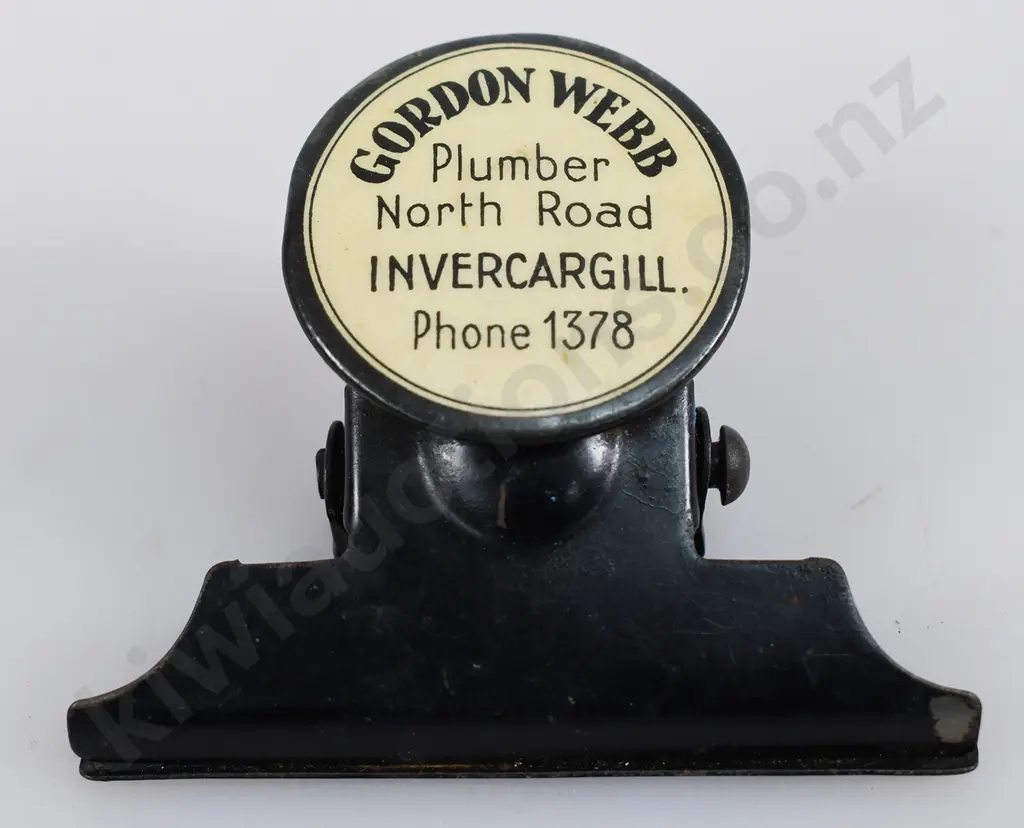 GORDON WEBB
Plumber
North Road
INVERCARGILL.
Phone 1378
kiwiauctions.co.nz